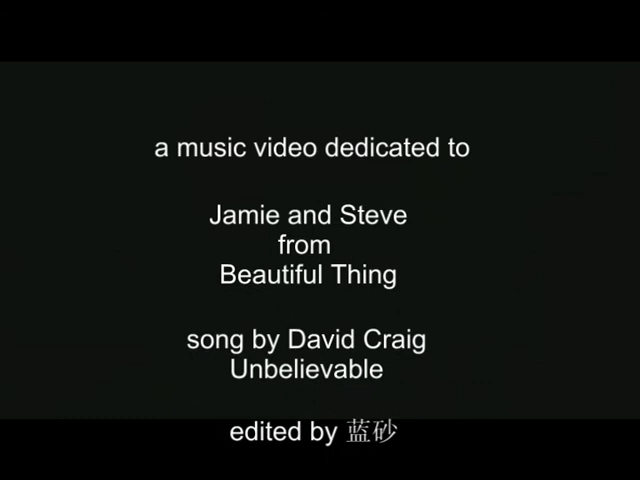 a music video dedicated to
Jamie and Steve
from
Beautiful Thing
song by David Craig
Unbelievable
edited by 蓝砂